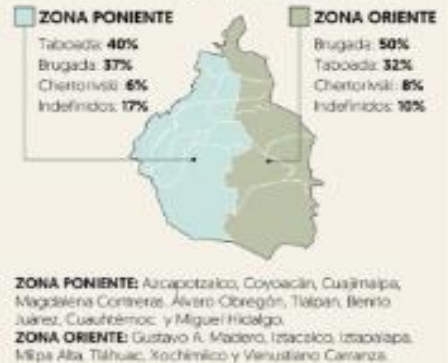 ZONA PONIENTE
Taboada: 40%
Brugada: 37%
Chertorivski: 6%
Indefinidos: 17%
ZONA ORIENTE
Brugada: 50%
Taboada: 32%
Chertorivski: 8%
Indefinidos: 10%
ZONA PONIENTE: Azcapotzalco, Coyoacán, Cuajimalpa,
Magdalena Contreras, Álvaro Obregón, Tlalpan, Benito
Juárez, Cuauhtémoc y Miguel Hidalgo.
ZONA ORIENTE: Gustavo A. Madero, Iztacalco, Iztapalapa,
Milpa Alta, Tláhuac, Xochimilco y Venustiano Carranza.